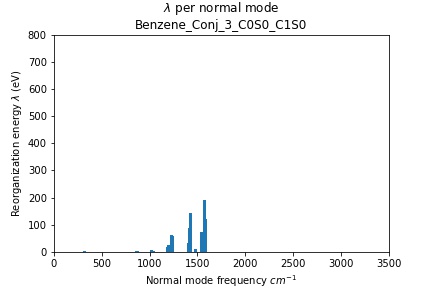 λ per normal mode
Benzene_Conj_3_C0S0_C1S0
Reorganization energy λ (eV)
800
700
600
500
400
300
200
100
0
0 500 1000 1500 2000 2500 3000 3500
Normal mode frequency cm⁻¹